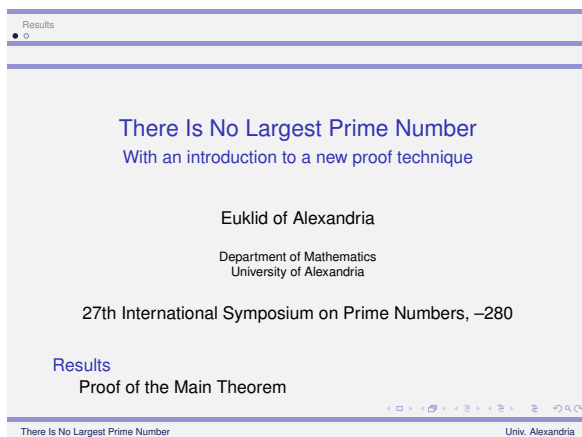 Results
There Is No Largest Prime Number
With an introduction to a new proof technique
Euklid of Alexandria
Department of Mathematics
University of Alexandria
27th International Symposium on Prime Numbers, –280
Results
Proof of the Main Theorem
There Is No Largest Prime Number Univ. Alexandria